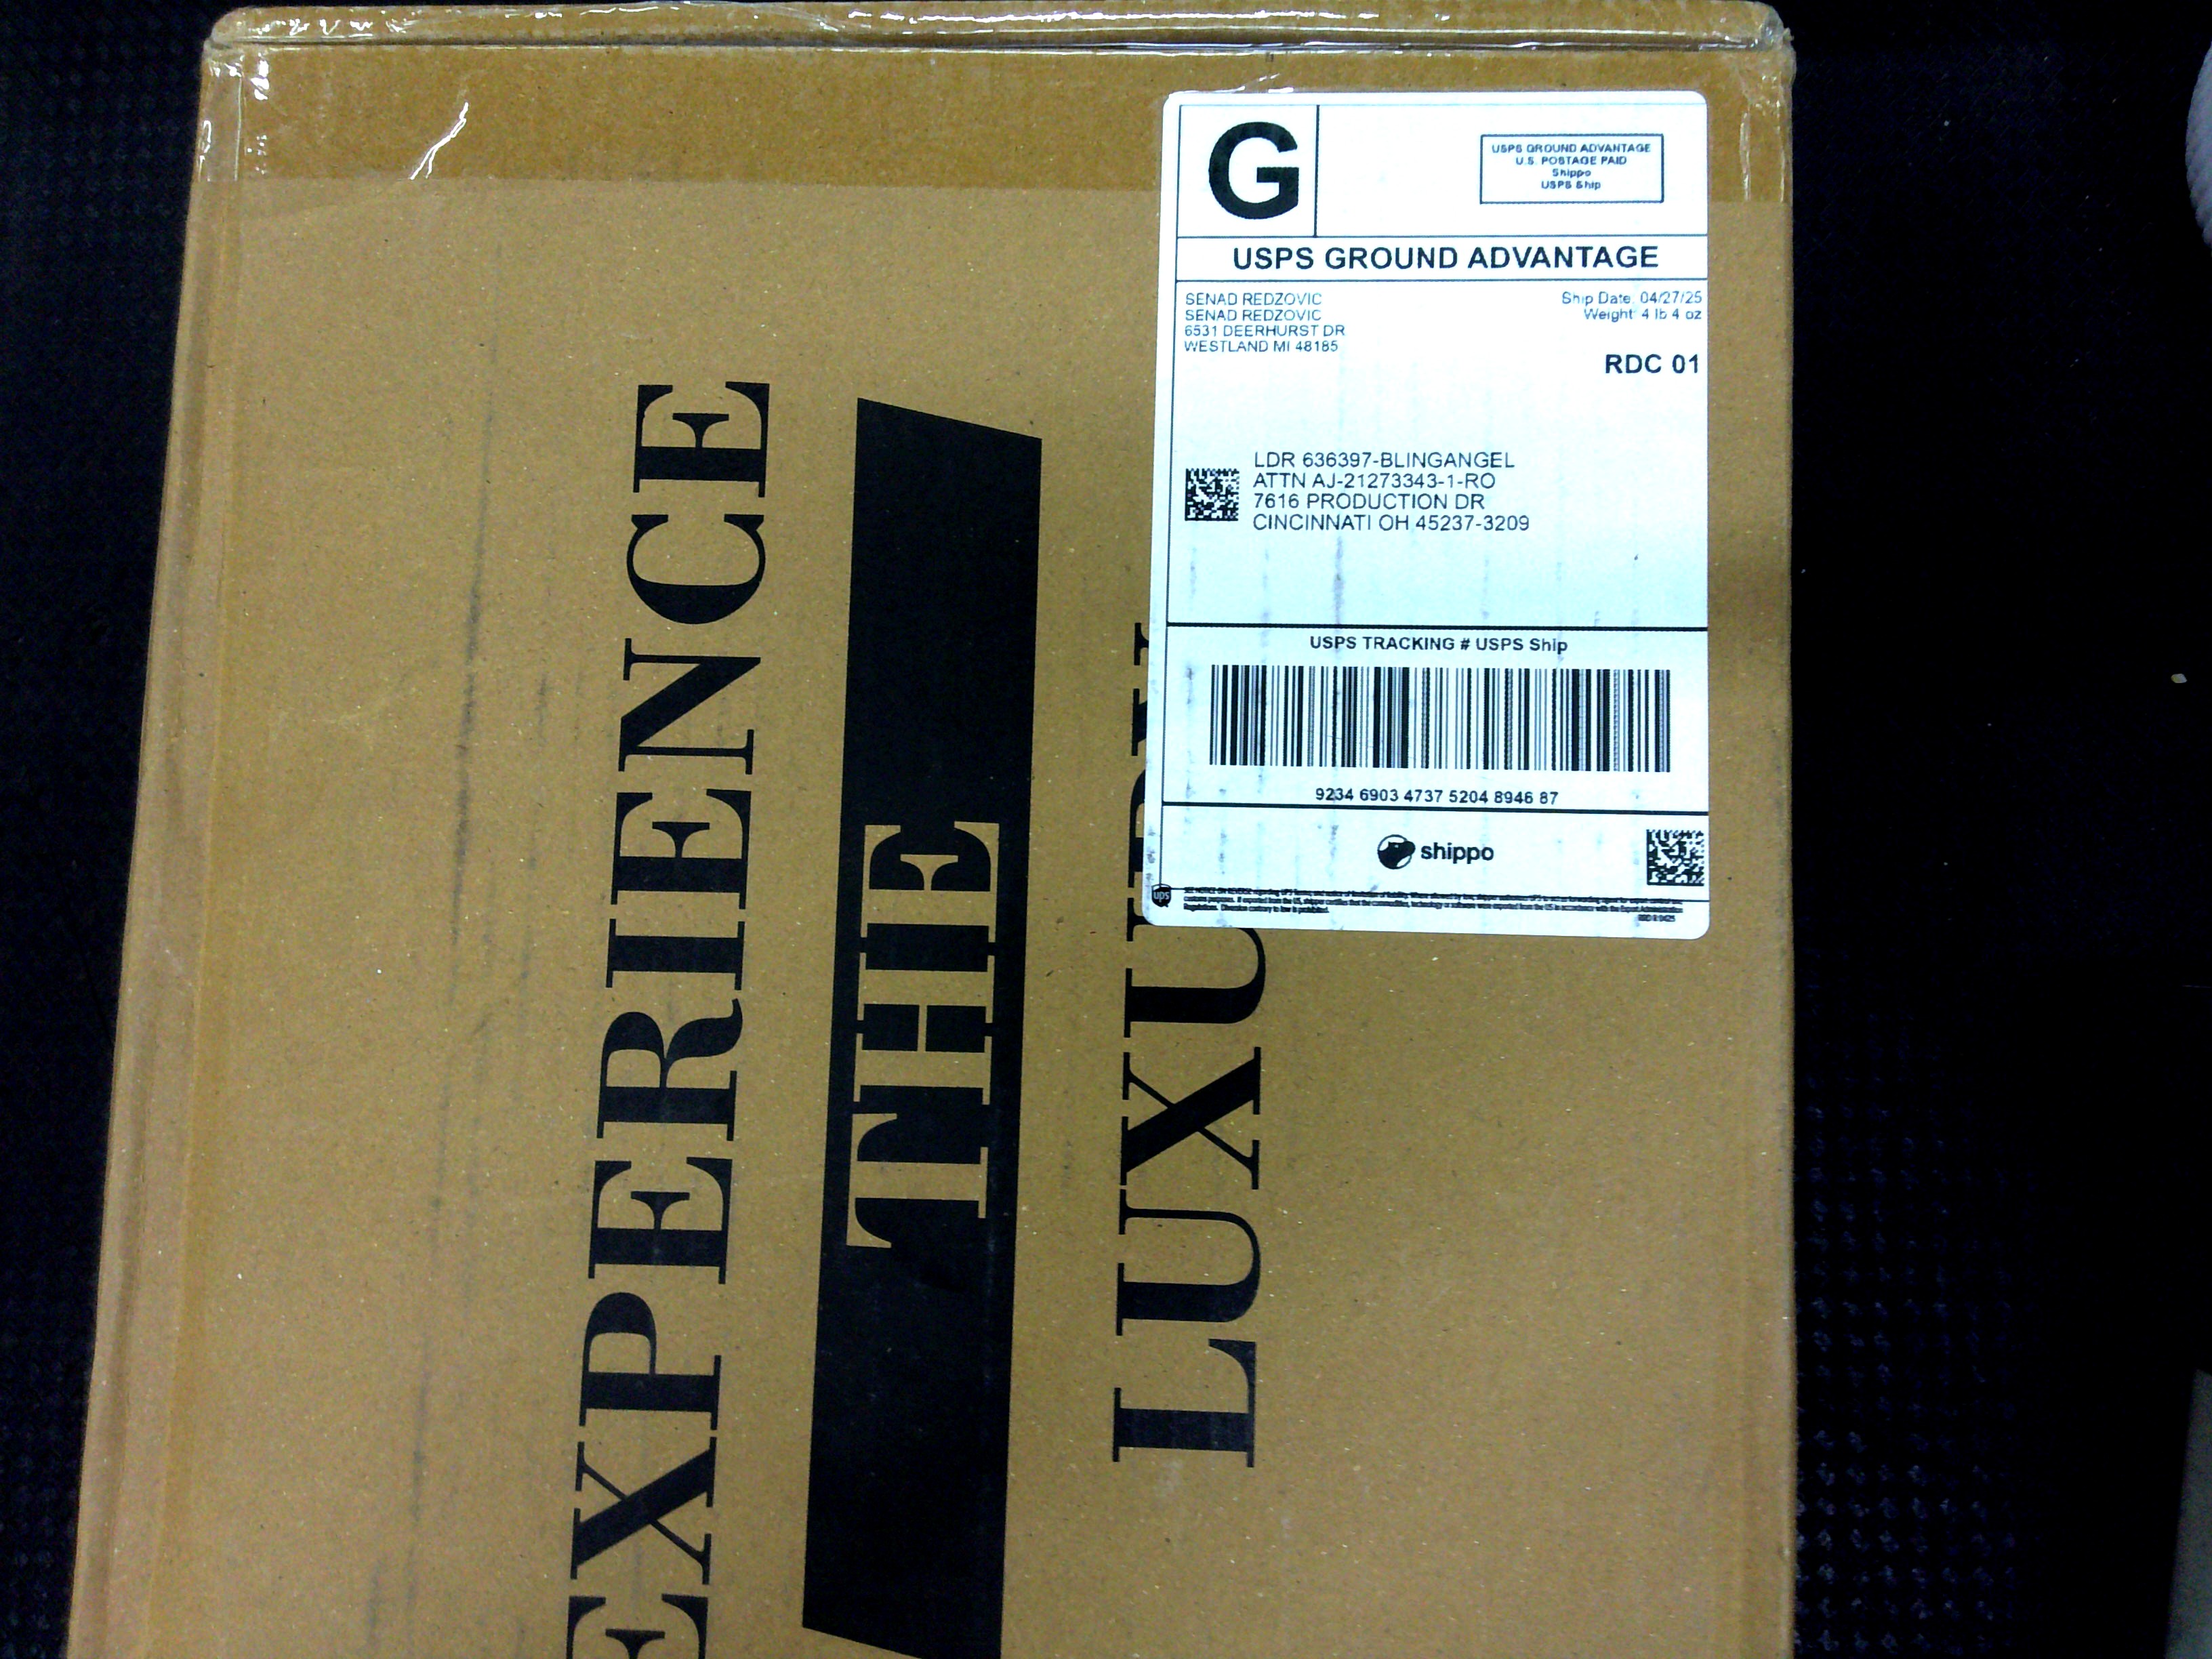 G
USPS GROUND ADVANTAGE
U.S. POSTAGE PAID
Shippo
USPS Ship
USPS GROUND ADVANTAGE
SENAD REDZOVIC
SENAD REDZOVIC
6531 DEERHURST DR
WESTLAND MI 48185
Ship Date: 04/27/25
Weight: 4 lb 4 oz
RDC 01
LDR 636397-BLINGANGEL
ATTN AJ-21273343-1-RO
7616 PRODUCTION DR
CINCINNATI OH 45237-3209
USPS TRACKING # USPS Ship
9234 6903 4737 5204 8946 87
shippo
ups
EXPERIENCE
THE
LUXURY